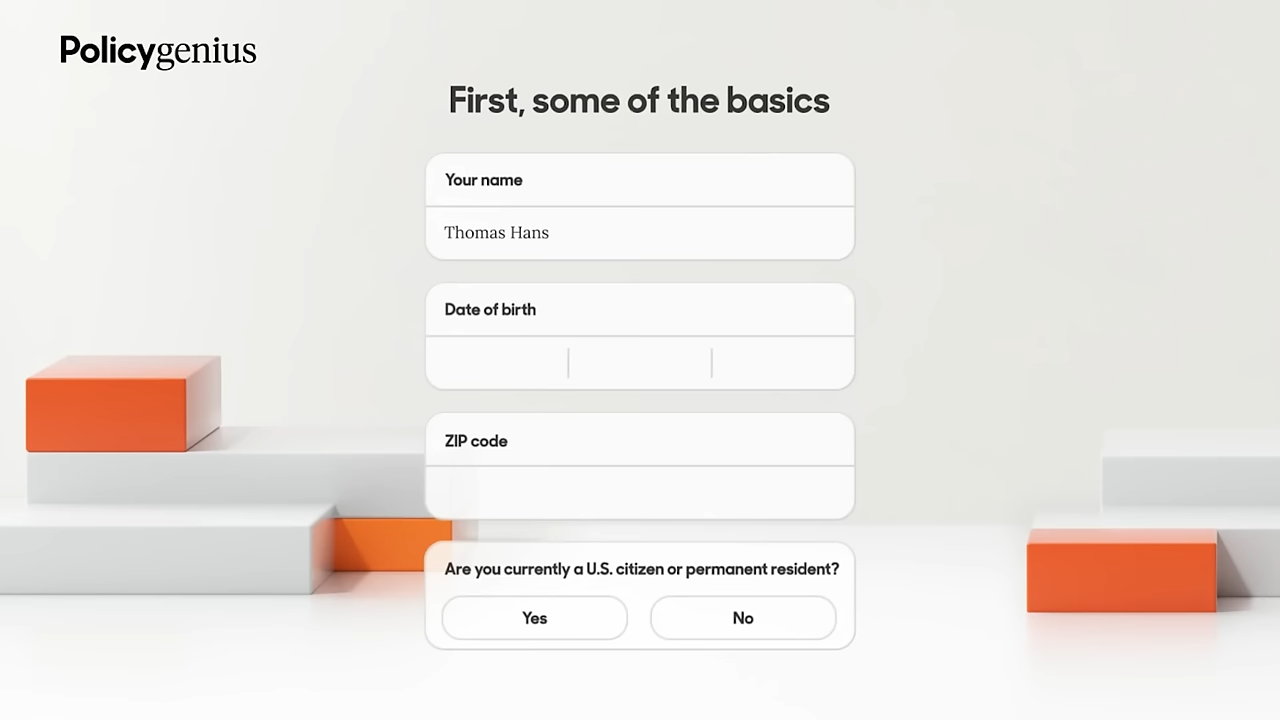 Policygenius
First, some of the basics
Your name
Thomas Hans
Date of birth
ZIP code
Are you currently a U.S. citizen or permanent resident?
Yes
No